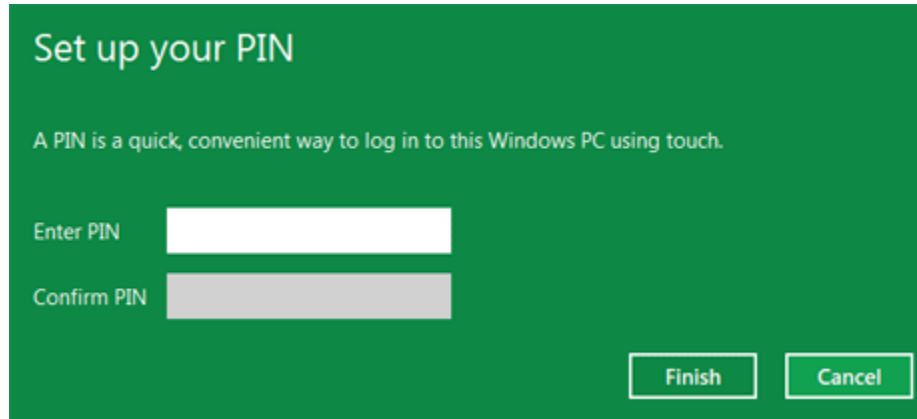 Set up your PIN
A PIN is a quick, convenient way to log in to this Windows PC using touch.
Enter PIN
Confirm PIN
Finish Cancel